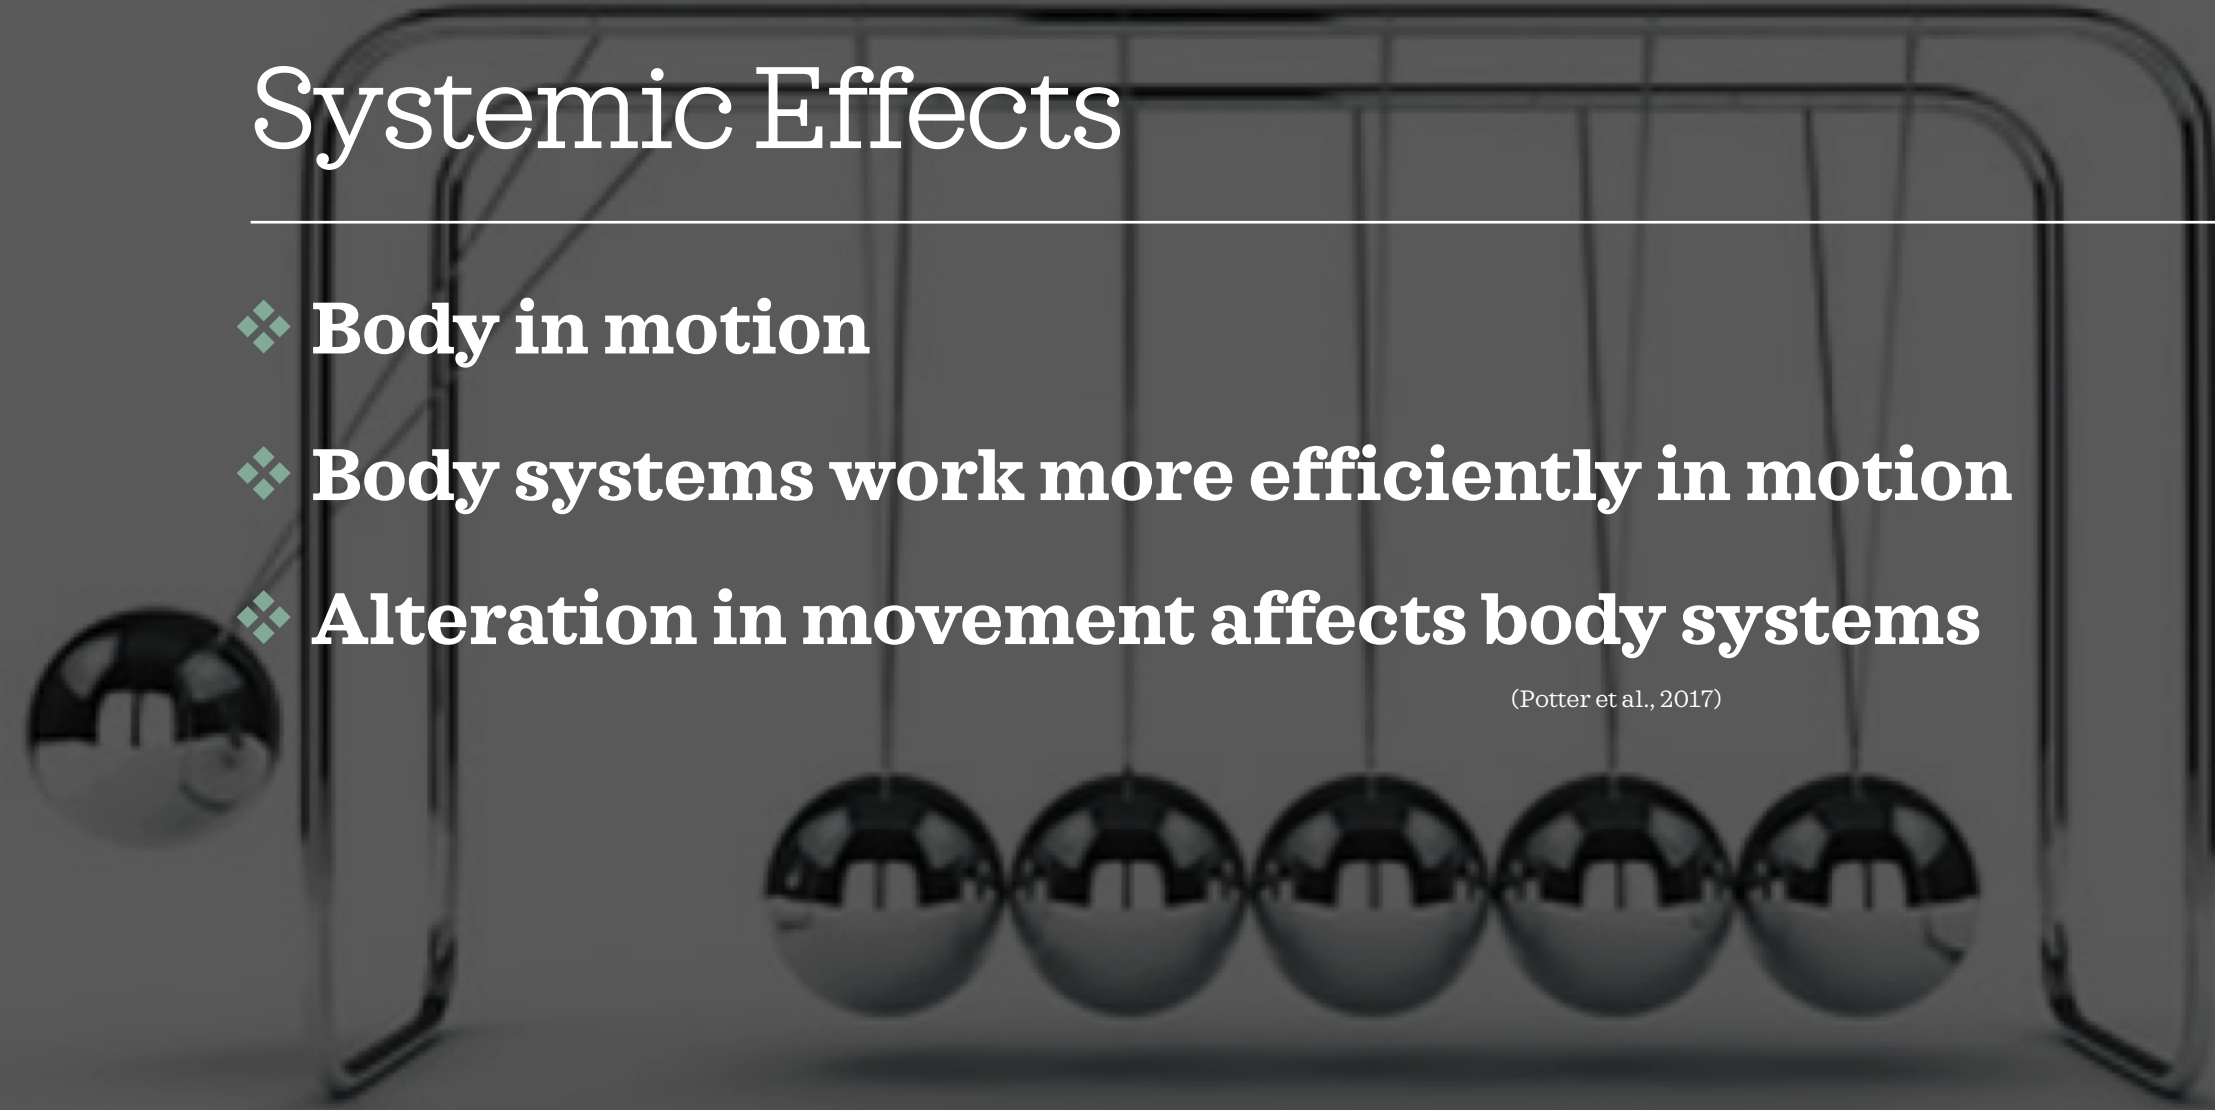 Systemic Effects
Body in motion
Body systems work more efficiently in motion
Alteration in movement affects body systems
(Potter et al., 2017)